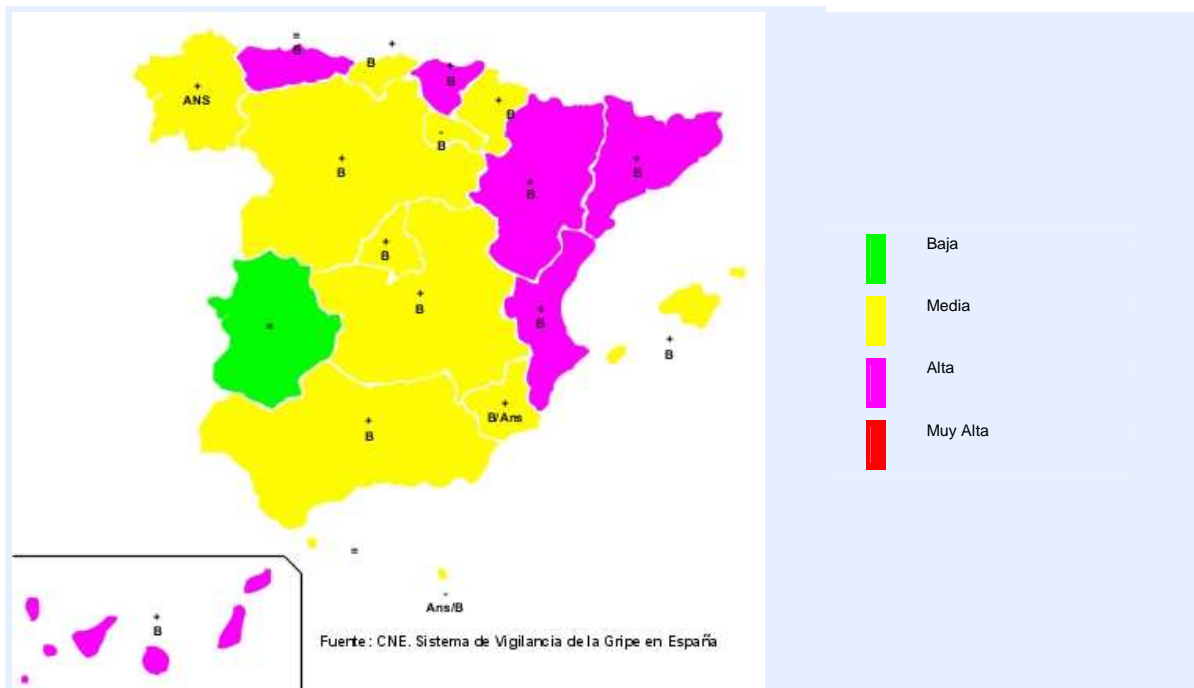 =
B
+
B
+
B
+
ANS
+
B
-
B
+
B
+
B
+
B
+
B
+
B
=
+
B
+
B
+
B/Ans
+
B
=
-
Ans/B
+
B
Fuente: CNE. Sistema de Vigilancia de la Gripe en España
Baja
Media
Alta
Muy Alta